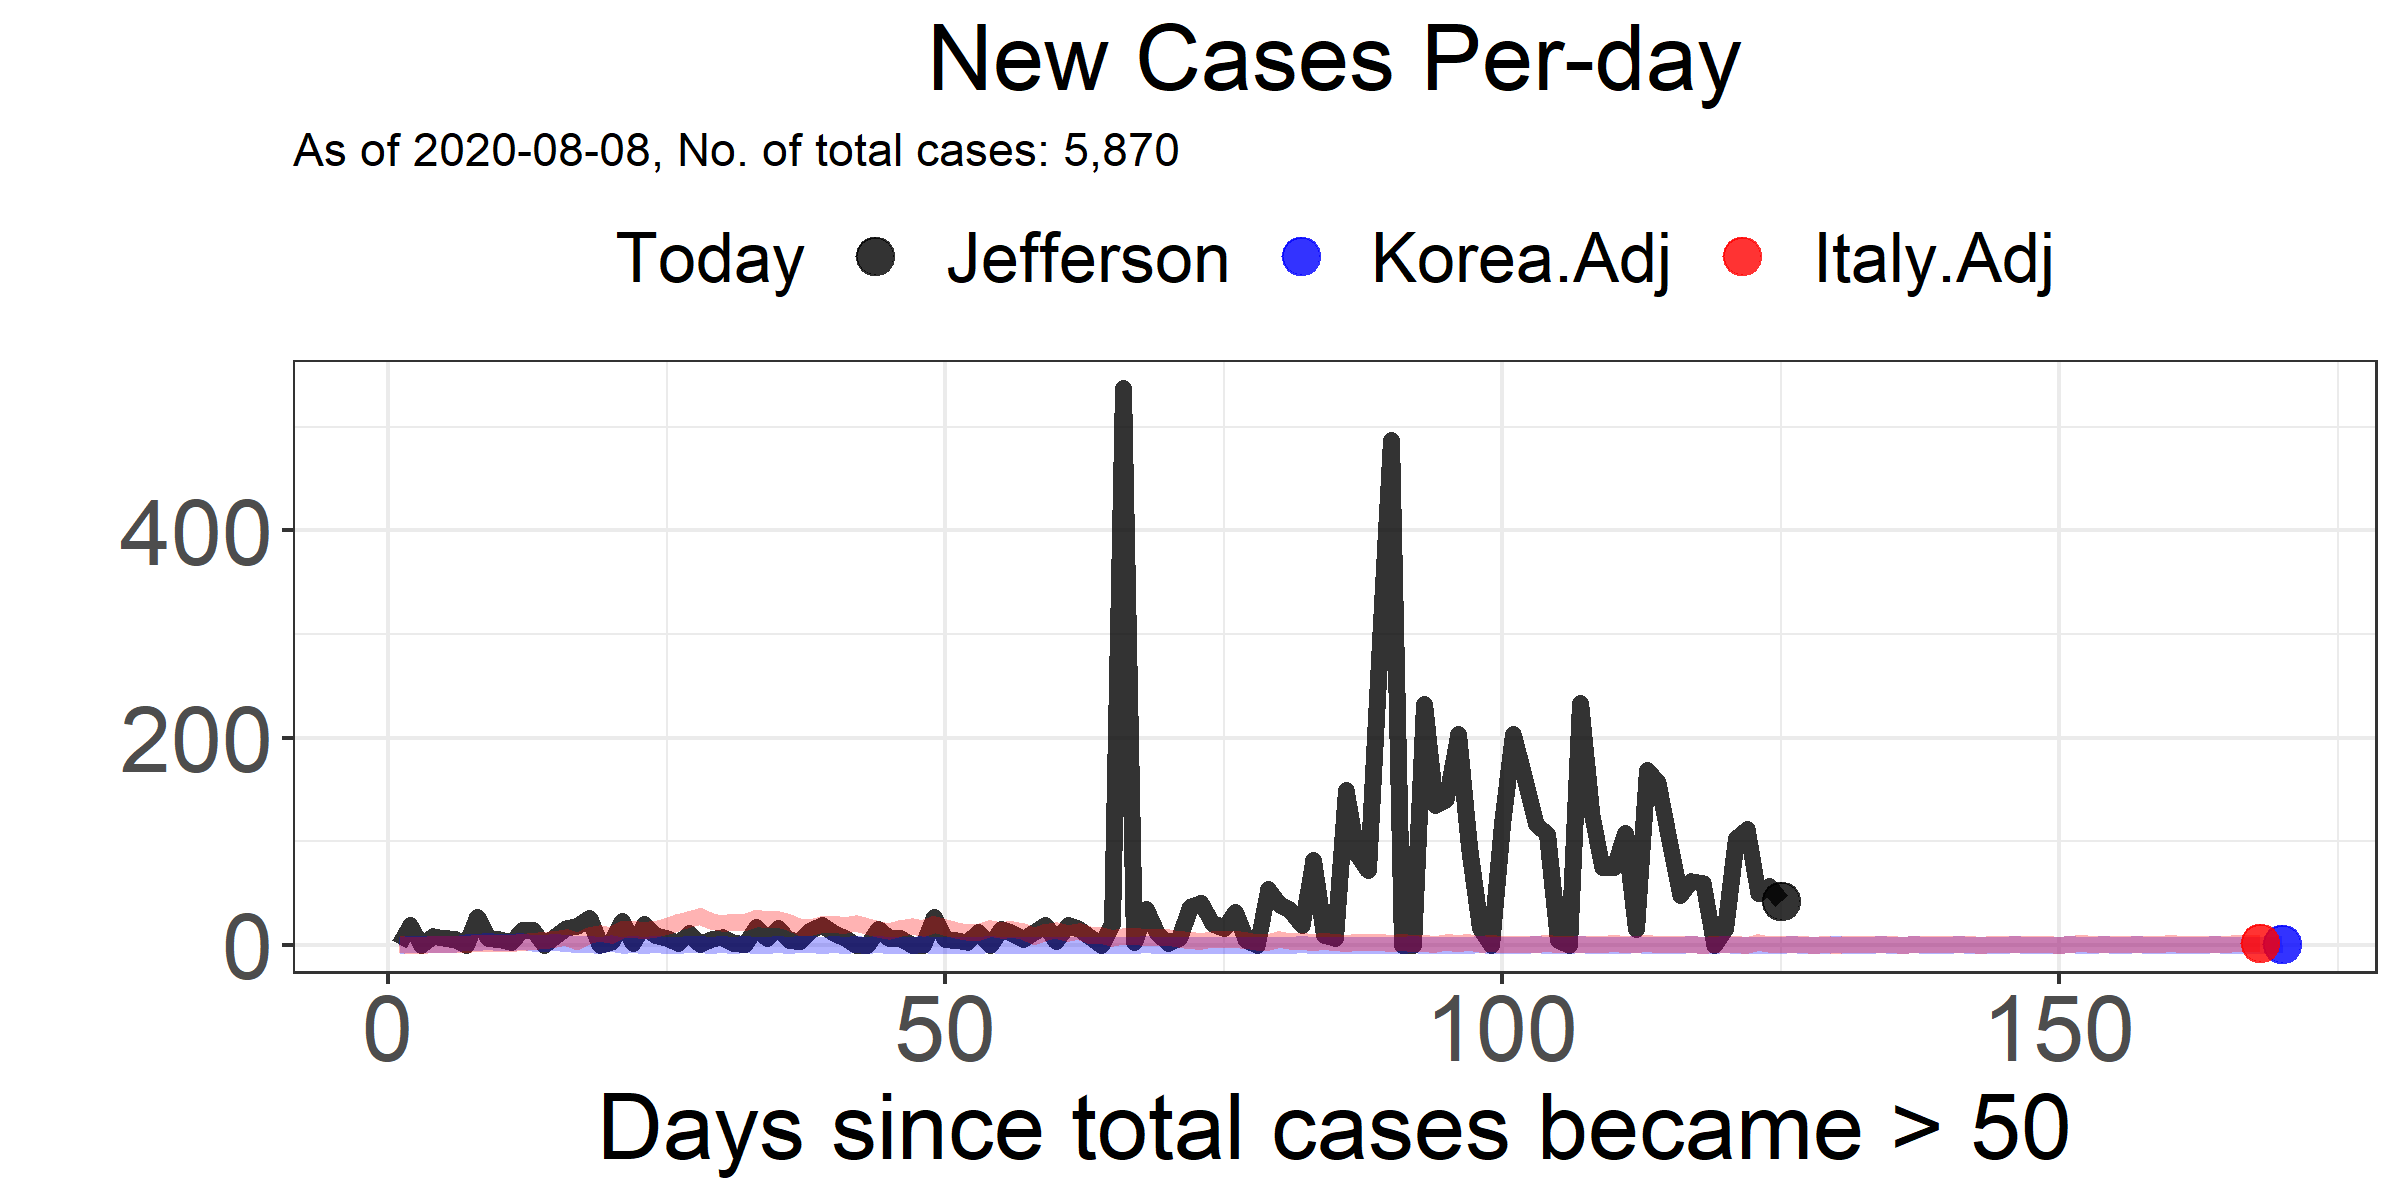 New Cases Per-day
As of 2020-08-08, No. of total cases: 5,870
Today Jefferson Korea.Adj Italy.Adj
400
200
0
0 50 100 150
Days since total cases became > 50